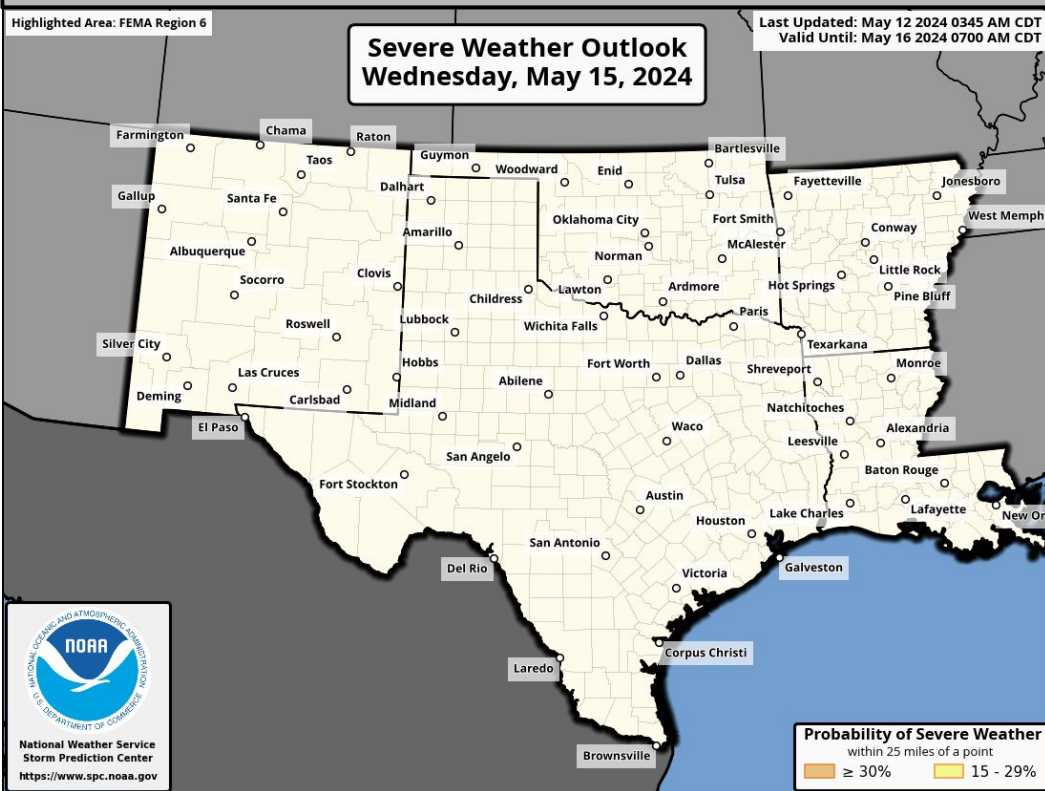 Highlighted Area: FEMA Region 6
Last Updated: May 12 2024 0345 AM CDT
Valid Until: May 16 2024 0700 AM CDT
Severe Weather Outlook
Wednesday, May 15, 2024
Farmington
Chama
Raton
Taos
Guymon
Woodward
Enid
Bartlesville
Tulsa
Fayetteville
Jonesboro
Gallup
Santa Fe
Dalhart
Oklahoma City
Fort Smith
West Memph
Albuquerque
Amarillo
Norman
McAlester
Conway
Socorro
Clovis
Childress
Lawton
Ardmore
Hot Springs
Little Rock
Pine Bluff
Roswell
Lubbock
Wichita Falls
Paris
Texarkana
Silver City
Las Cruces
Hobbs
Fort Worth
Dallas
Shreveport
Monroe
Deming
Carlsbad
Midland
Abilene
Natchitoches
El Paso
San Angelo
Waco
Leesville
Alexandria
Fort Stockton
Baton Rouge
Austin
Houston
Lake Charles
Lafayette
New Or
Del Rio
San Antonio
Victoria
Galveston
Laredo
Corpus Christi
Brownsville
NATIONAL OCEANIC AND ATMOSPHERIC ADMINISTRATION
NOAA
U.S. DEPARTMENT OF COMMERCE
National Weather Service
Storm Prediction Center
https://www.spc.noaa.gov
Probability of Severe Weather
within 25 miles of a point
≥ 30%
15 - 29%